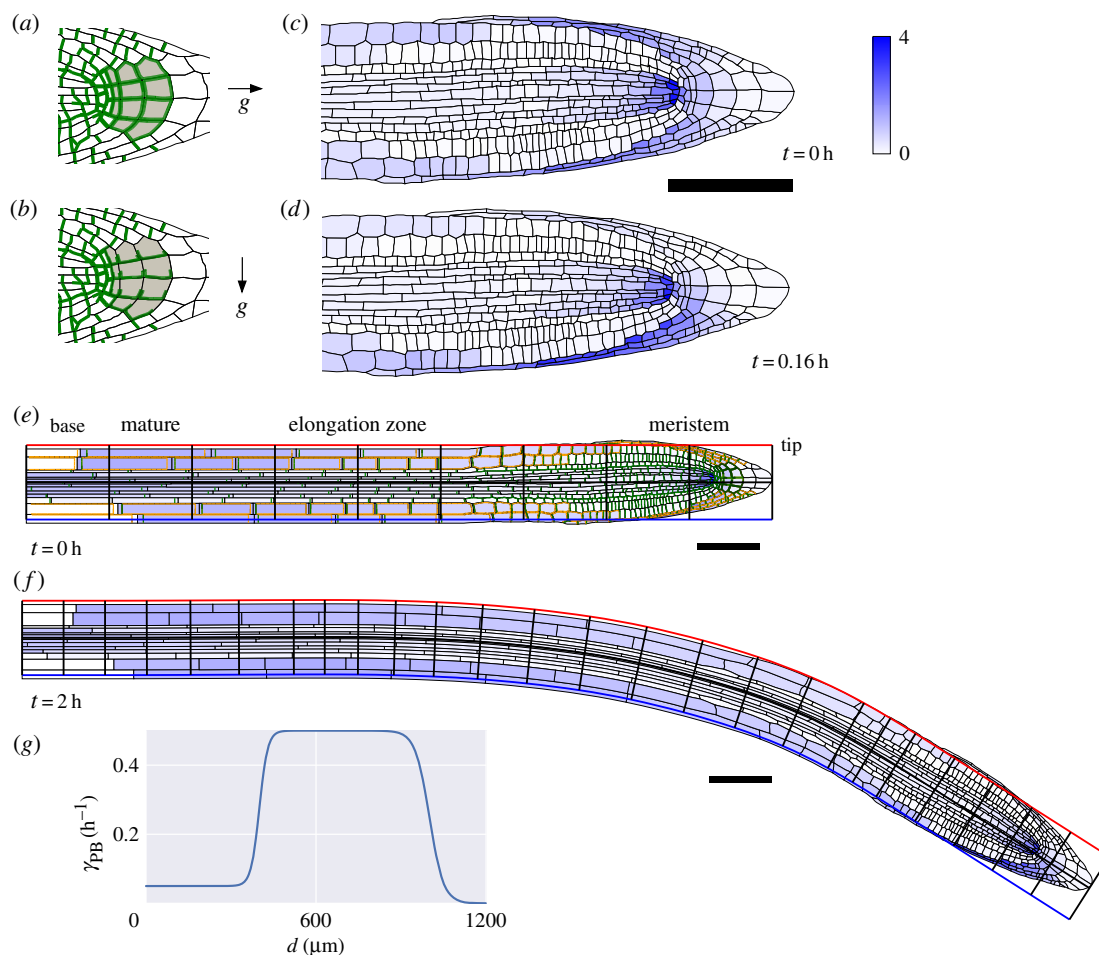 (a)
g
(c)
4
0
t = 0 h
(b)
g
(d)
t = 0.16 h
(e)
base mature elongation zone meristem
tip
t = 0 h
(f)
t = 2 h
(g)
0.4
0.2
γPB (h⁻¹)
0 600 1200
d (μm)